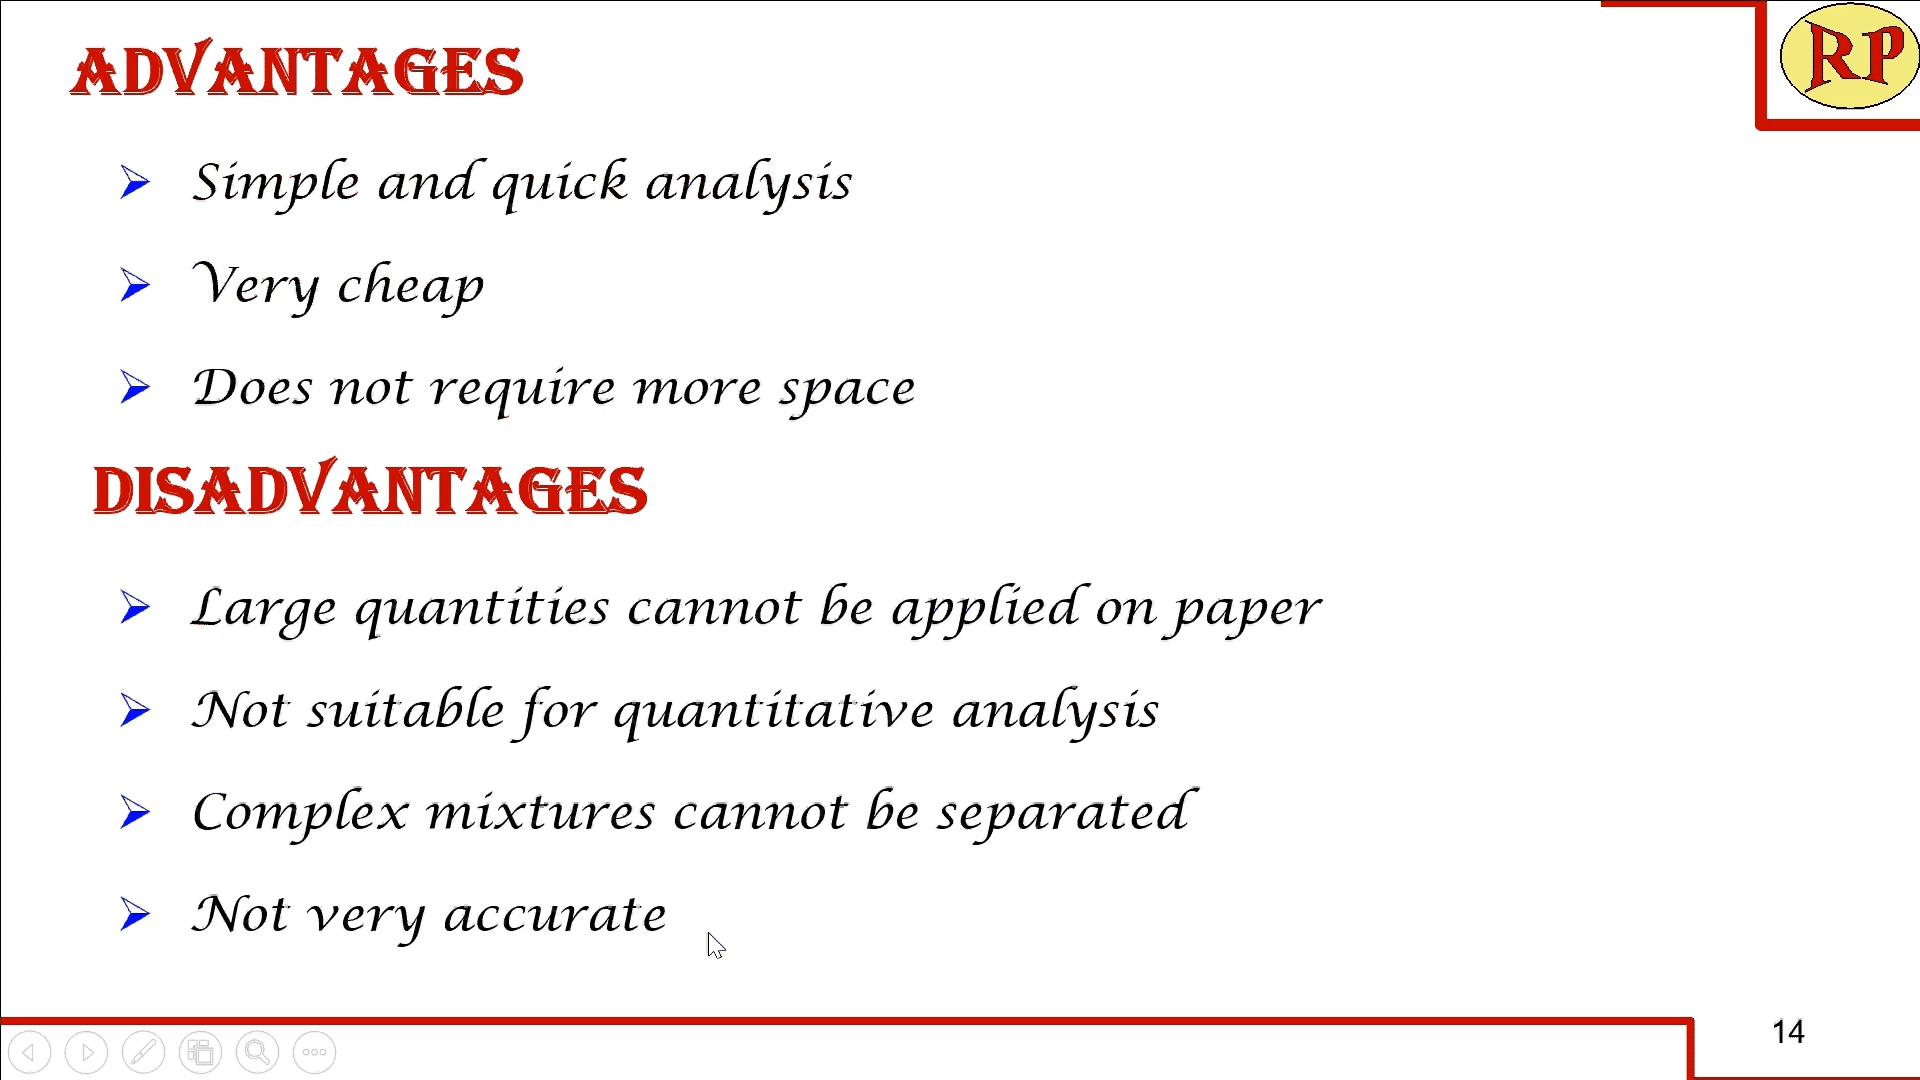 ADVANTAGES
RP
Simple and quick analysis
Very cheap
Does not require more space
DISADVANTAGES
Large quantities cannot be applied on paper
Not suitable for quantitative analysis
Complex mixtures cannot be separated
Not very accurate
14